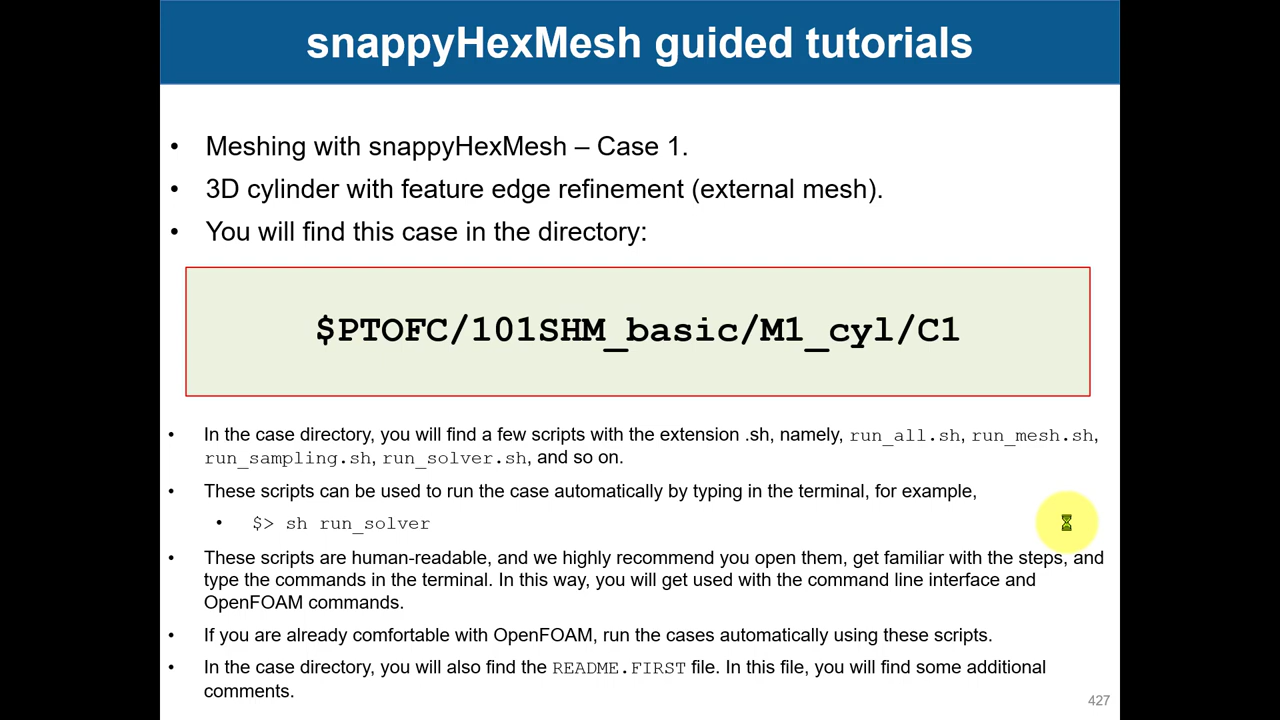 snappyHexMesh guided tutorials
• Meshing with snappyHexMesh – Case 1.
• 3D cylinder with feature edge refinement (external mesh).
• You will find this case in the directory:
$PTOFC/101SHM_basic/M1_cyl/C1
• In the case directory, you will find a few scripts with the extension .sh, namely, run_all.sh, run_mesh.sh,
run_sampling.sh, run_solver.sh, and so on.
• These scripts can be used to run the case automatically by typing in the terminal, for example,
• $> sh run_solver
• These scripts are human-readable, and we highly recommend you open them, get familiar with the steps, and
type the commands in the terminal. In this way, you will get used with the command line interface and
OpenFOAM commands.
• If you are already comfortable with OpenFOAM, run the cases automatically using these scripts.
• In the case directory, you will also find the README.FIRST file. In this file, you will find some additional
comments.
427